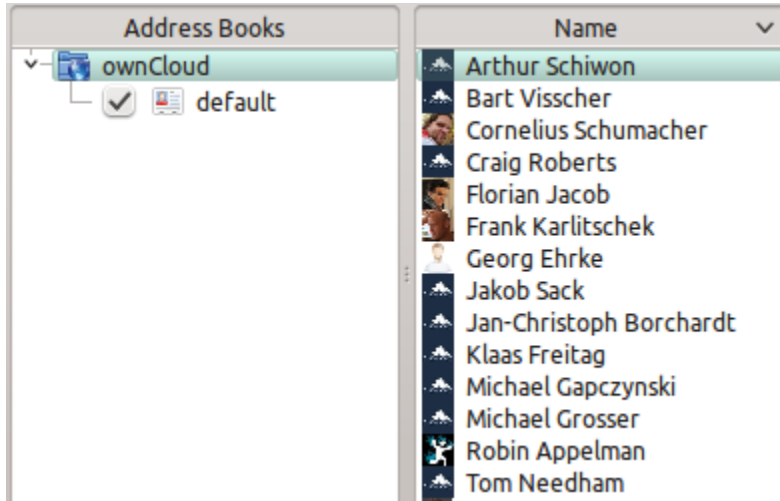 Address Books
ownCloud
default
Name
Arthur Schiwon
Bart Visscher
Cornelius Schumacher
Craig Roberts
Florian Jacob
Frank Karlitschek
Georg Ehrke
Jakob Sack
Jan-Christoph Borchardt
Klaas Freitag
Michael Gapczynski
Michael Grosser
Robin Appelman
Tom Needham